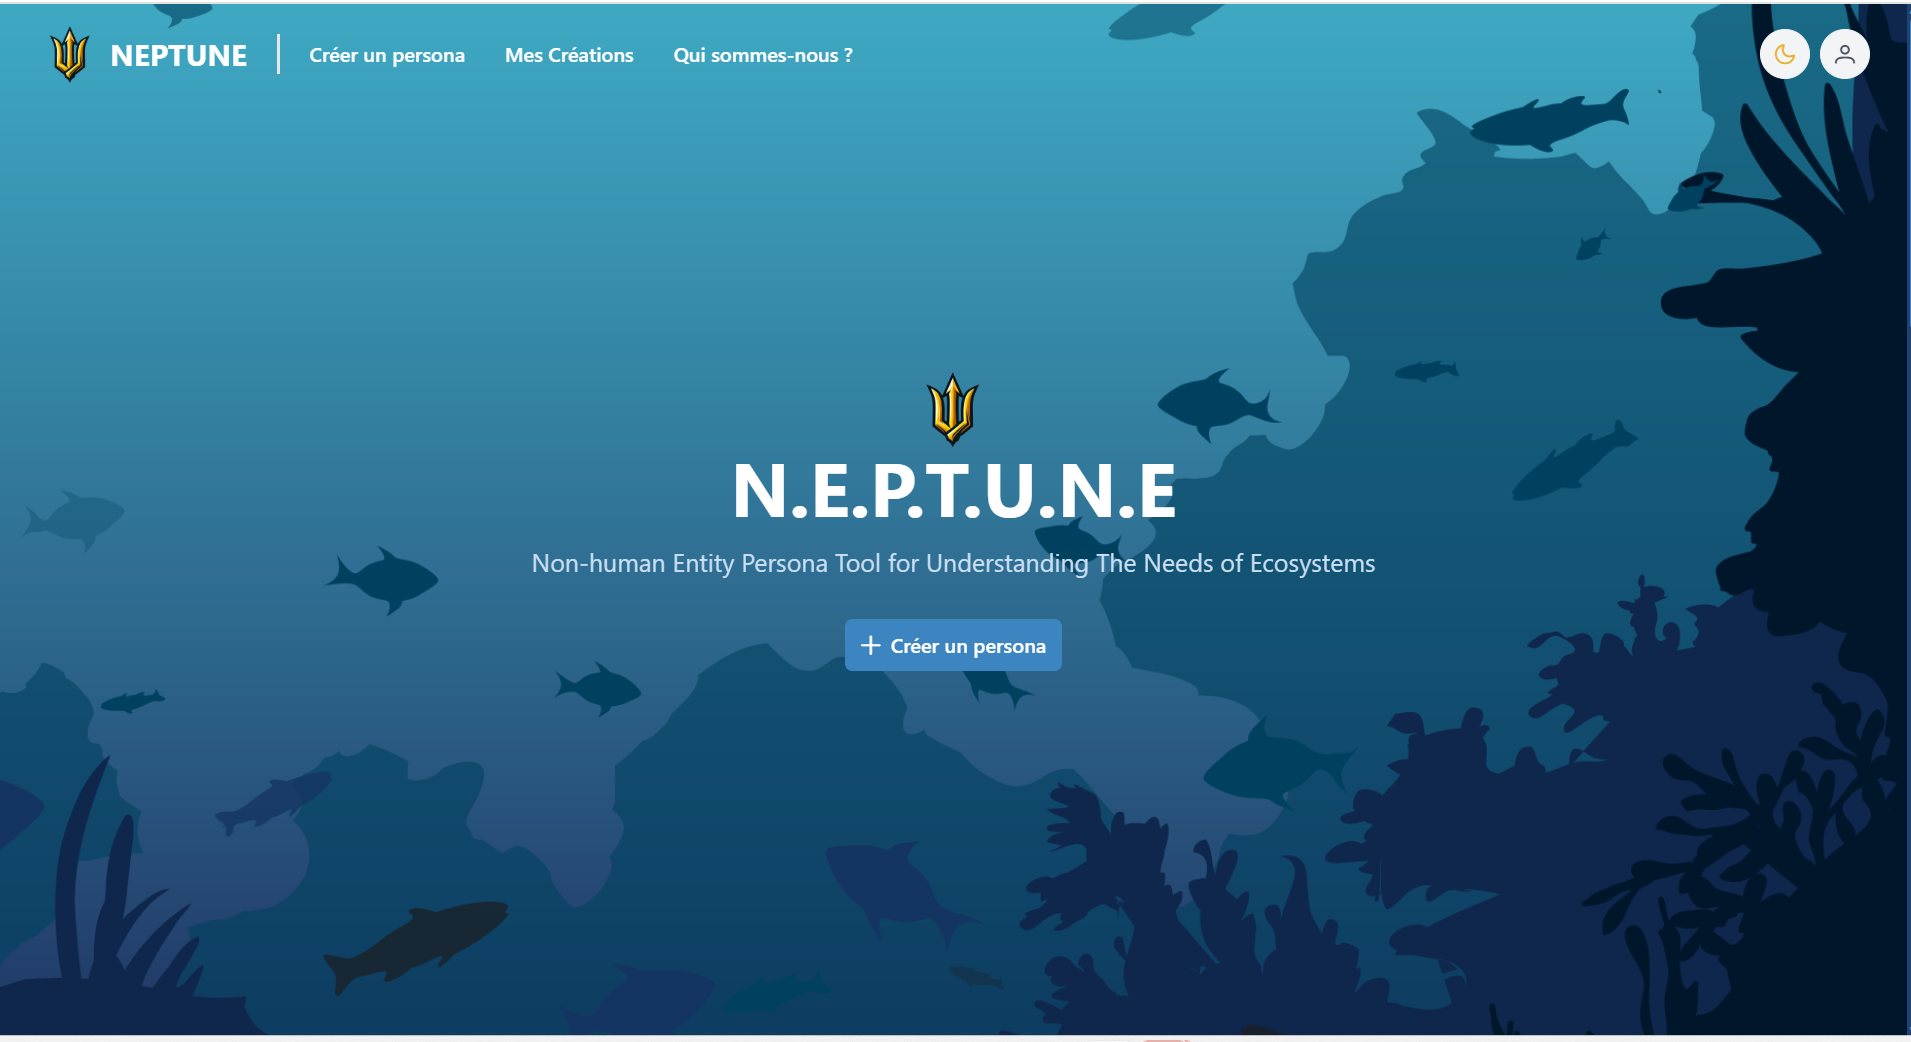 NEPTUNE
Créer un persona
Mes Créations
Qui sommes-nous ?
N.E.P.T.U.N.E
Non-human Entity Persona Tool for Understanding The Needs of Ecosystems
Créer un persona